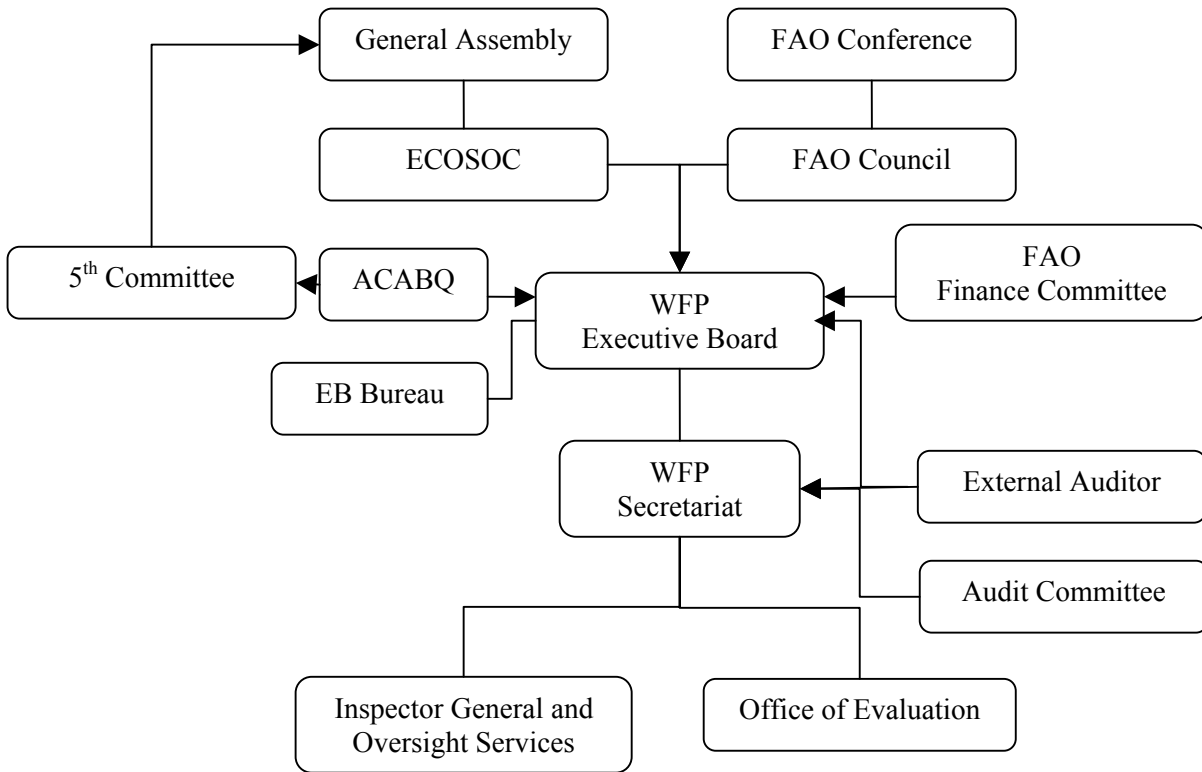 General Assembly
FAO Conference
ECOSOC
FAO Council
5th Committee
ACABQ
WFP
Executive Board
FAO
Finance Committee
EB Bureau
WFP
Secretariat
External Auditor
Audit Committee
Inspector General and
Oversight Services
Office of Evaluation